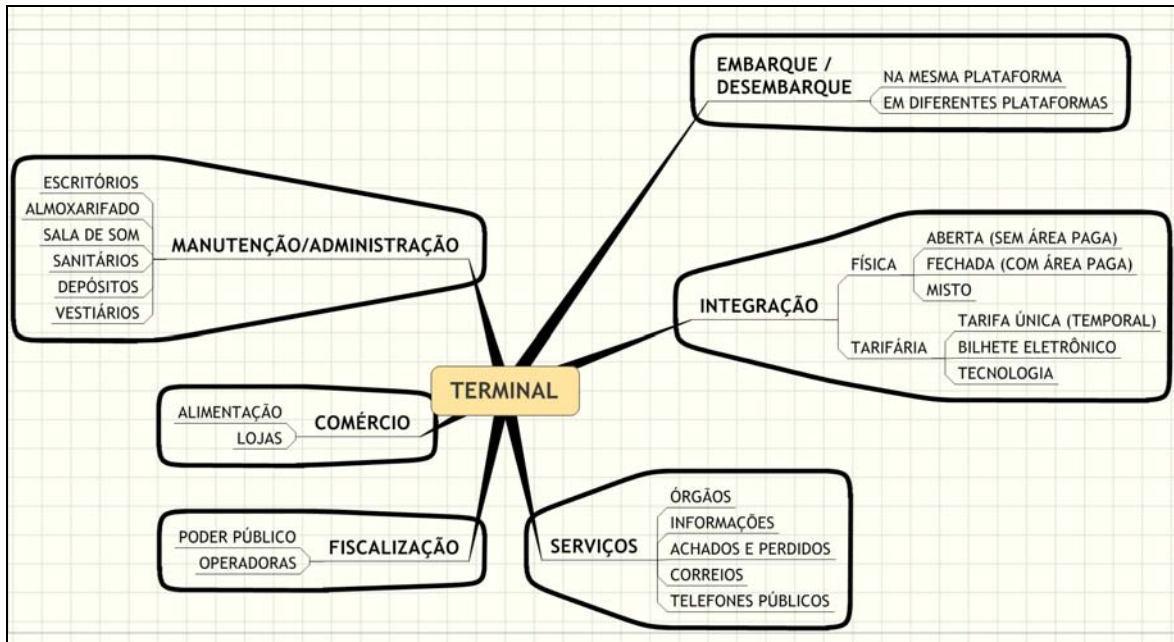 EMBARQUE /
DESEMBARQUE
NA MESMA PLATAFORMA
EM DIFERENTES PLATAFORMAS
ESCRITÓRIOS
ALMOXARIFADO
SALA DE SOM
SANITÁRIOS
DEPÓSITOS
VESTIÁRIOS
MANUTENÇÃO/ADMINISTRAÇÃO
INTEGRAÇÃO
FÍSICA
ABERTA (SEM ÁREA PAGA)
FECHADA (COM ÁREA PAGA)
MISTO
TARIFÁRIA
TARIFA ÚNICA (TEMPORAL)
BILHETE ELETRÔNICO
TECNOLOGIA
TERMINAL
ALIMENTAÇÃO
LOJAS
COMÉRCIO
PODER PÚBLICO
OPERADORAS
FISCALIZAÇÃO
SERVIÇOS
ÓRGÃOS
INFORMAÇÕES
ACHADOS E PERDIDOS
CORREIOS
TELEFONES PÚBLICOS